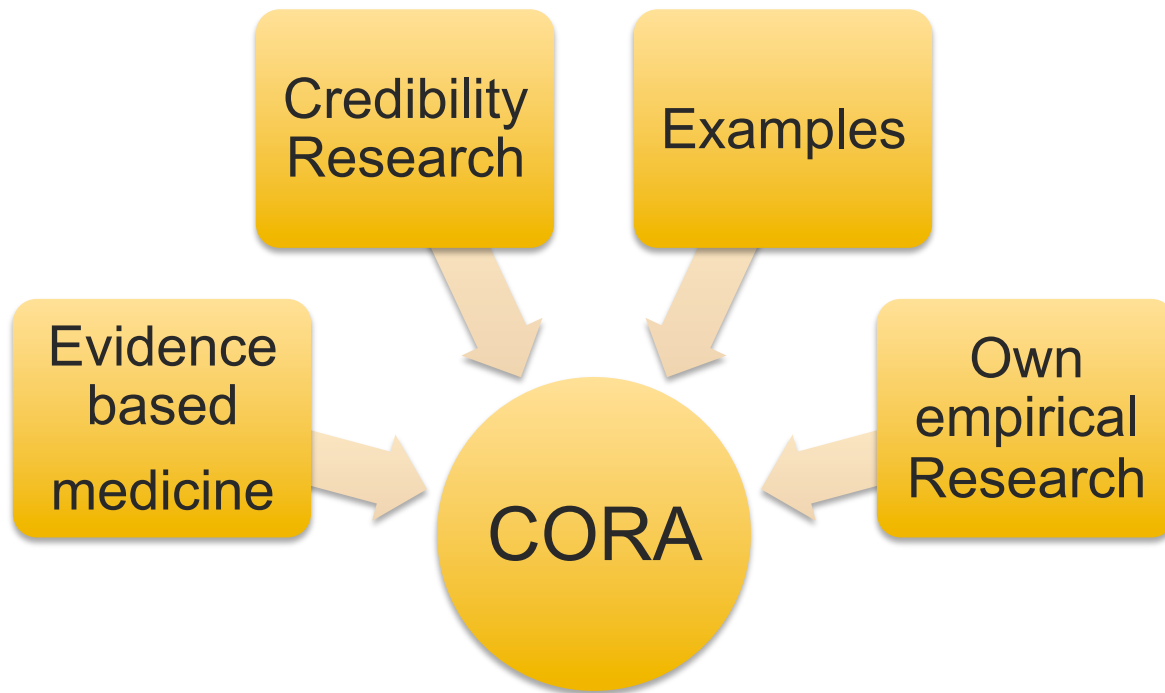 Credibility
Research
Examples
Evidence
based
medicine
Own
empirical
Research
CORA